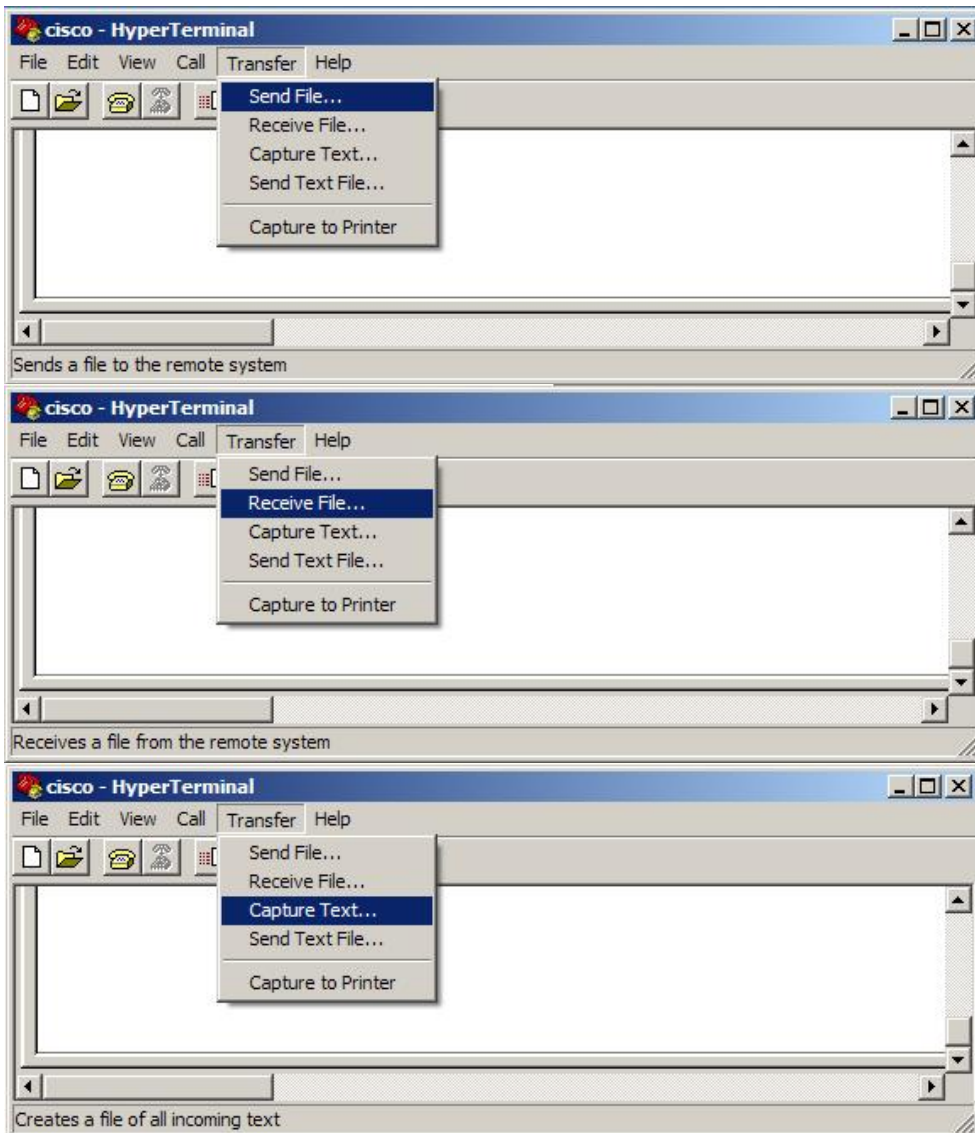 cisco - HyperTerminal
File Edit View Call Transfer Help
Send File...
Receive File...
Capture Text...
Send Text File...
Capture to Printer
Sends a file to the remote system
cisco - HyperTerminal
File Edit View Call Transfer Help
Send File...
Receive File...
Capture Text...
Send Text File...
Capture to Printer
Receives a file from the remote system
cisco - HyperTerminal
File Edit View Call Transfer Help
Send File...
Receive File...
Capture Text...
Send Text File...
Capture to Printer
Creates a file of all incoming text